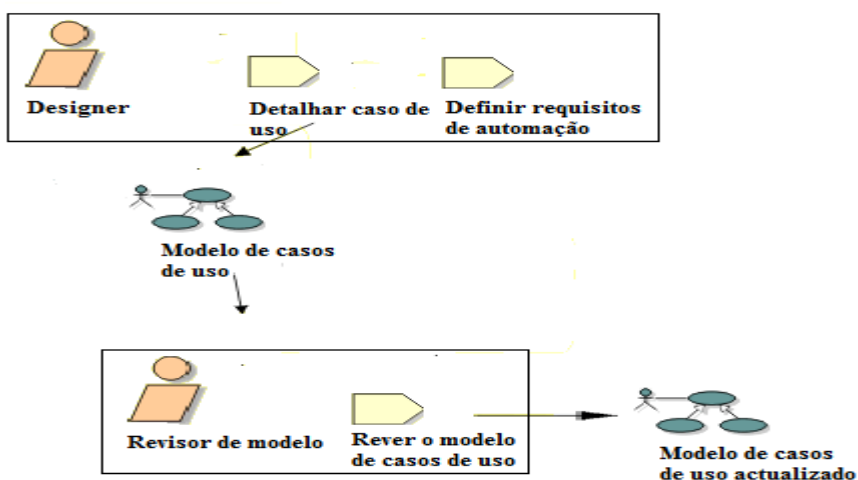 Designer
Detalhar caso de
uso
Definir requisitos
de automação
Modelo de casos
de uso
Revisor de modelo
Rever o modelo
de casos de uso
Modelo de casos
de uso actualizado